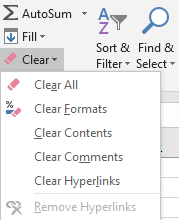 AutoSum
Fill
Clear
Sort &
Filter
Find &
Select
Clear All
Clear Formats
Clear Contents
Clear Comments
Clear Hyperlinks
Remove Hyperlinks